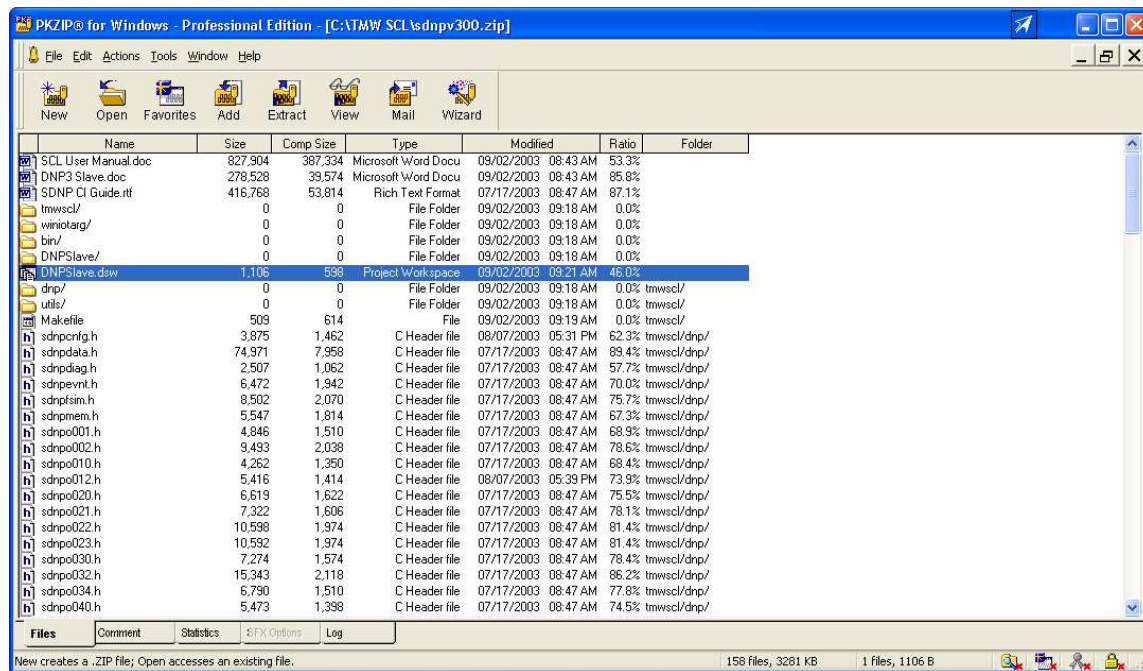 PKZIP® for Windows - Professional Edition - [C:\TMW SCL\sdnpv300.zip]
File Edit Actions Tools Window Help
New Open Favorites Add Extract View Mail Wizard
Name Size Comp Size Type Modified Ratio Folder
SCL User Manual.doc 827,904 387,334 Microsoft Word Docu 09/02/2003 08:43 AM 53.3%
DNP3 Slave.doc 278,528 39,574 Microsoft Word Docu 09/02/2003 08:43 AM 85.8%
SDNP CI Guide.rtf 416,768 53,814 Rich Text Format 07/17/2003 08:47 AM 87.1%
tmwscl/ 0 0 File Folder 09/02/2003 09:18 AM 0.0%
winiotarg/ 0 0 File Folder 09/02/2003 09:18 AM 0.0%
bin/ 0 0 File Folder 09/02/2003 09:18 AM 0.0%
DNPSlave/ 0 0 File Folder 09/02/2003 09:18 AM 0.0%
DNPSlave.dsw 1,106 598 Project Workspace 09/02/2003 09:21 AM 46.0%
dnp/ 0 0 File Folder 09/02/2003 09:18 AM 0.0% tmwscl/
utils/ 0 0 File Folder 09/02/2003 09:18 AM 0.0% tmwscl/
Makefile 509 614 File 09/02/2003 09:19 AM 0.0% tmwscl/
sdnpcnfg.h 3,875 1,462 C Header file 08/07/2003 05:31 PM 62.3% tmwscl/dnp/
sdnpdata.h 74,971 7,958 C Header file 07/17/2003 08:47 AM 89.4% tmwscl/dnp/
sdnpdiag.h 2,507 1,062 C Header file 07/17/2003 08:47 AM 57.7% tmwscl/dnp/
sdnpevnt.h 6,472 1,942 C Header file 07/17/2003 08:47 AM 70.0% tmwscl/dnp/
sdnpfsim.h 8,502 2,070 C Header file 07/17/2003 08:47 AM 75.7% tmwscl/dnp/
sdnpmem.h 5,547 1,814 C Header file 07/17/2003 08:47 AM 67.3% tmwscl/dnp/
sdnpo001.h 4,846 1,510 C Header file 07/17/2003 08:47 AM 68.9% tmwscl/dnp/
sdnpo002.h 9,493 2,038 C Header file 07/17/2003 08:47 AM 78.6% tmwscl/dnp/
sdnpo010.h 4,262 1,350 C Header file 07/17/2003 08:47 AM 68.4% tmwscl/dnp/
sdnpo012.h 5,416 1,414 C Header file 08/07/2003 05:39 PM 73.9% tmwscl/dnp/
sdnpo020.h 6,619 1,622 C Header file 07/17/2003 08:47 AM 75.5% tmwscl/dnp/
sdnpo021.h 7,322 1,606 C Header file 07/17/2003 08:47 AM 78.1% tmwscl/dnp/
sdnpo022.h 10,598 1,974 C Header file 07/17/2003 08:47 AM 81.4% tmwscl/dnp/
sdnpo023.h 10,592 1,974 C Header file 07/17/2003 08:47 AM 81.4% tmwscl/dnp/
sdnpo030.h 7,274 1,574 C Header file 07/17/2003 08:47 AM 78.4% tmwscl/dnp/
sdnpo032.h 15,343 2,118 C Header file 07/17/2003 08:47 AM 86.2% tmwscl/dnp/
sdnpo034.h 6,790 1,510 C Header file 07/17/2003 08:47 AM 77.8% tmwscl/dnp/
sdnpo040.h 5,473 1,398 C Header file 07/17/2003 08:47 AM 74.5% tmwscl/dnp/
Files Comment Statistics SFX Options Log
New creates a .ZIP file; Open accesses an existing file. 158 files, 3281 KB 1 files, 1106 B